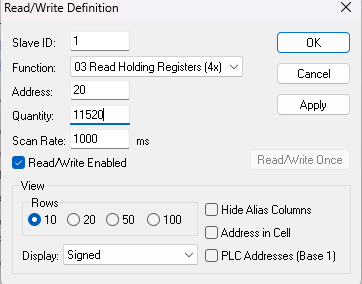 Read/Write Definition
Slave ID: 1
OK
Function: 03 Read Holding Registers (4x)
Cancel
Address: 20
Quantity: 11520
Apply
Scan Rate: 1000 ms
Read/Write Enabled
Read/Write Once
View
Rows
10 20 50 100
Hide Alias Columns
Address in Cell
Display: Signed
PLC Addresses (Base 1)